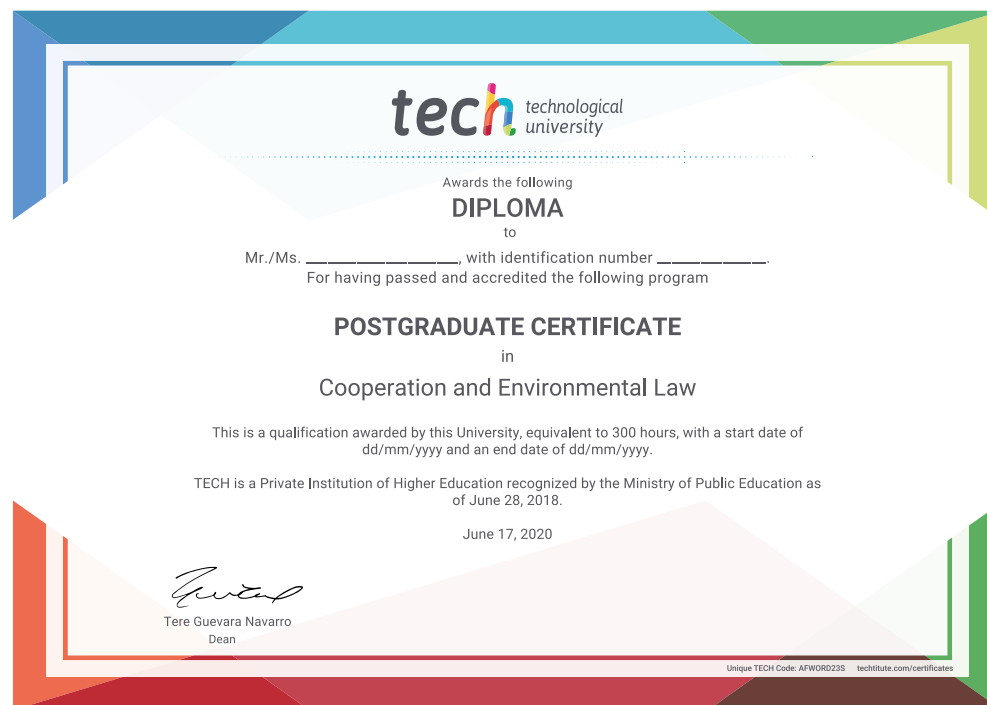 tech technological
university
Awards the following
DIPLOMA
to
Mr./Ms. ____________, with identification number _________.
For having passed and accredited the following program
POSTGRADUATE CERTIFICATE
in
Cooperation and Environmental Law
This is a qualification awarded by this University, equivalent to 300 hours, with a start date of
dd/mm/yyyy and an end date of dd/mm/yyyy.
TECH is a Private Institution of Higher Education recognized by the Ministry of Public Education as
of June 28, 2018.
June 17, 2020
Tere Guevara Navarro
Dean
Unique TECH Code: AFWORD23S techtitute.com/certificates